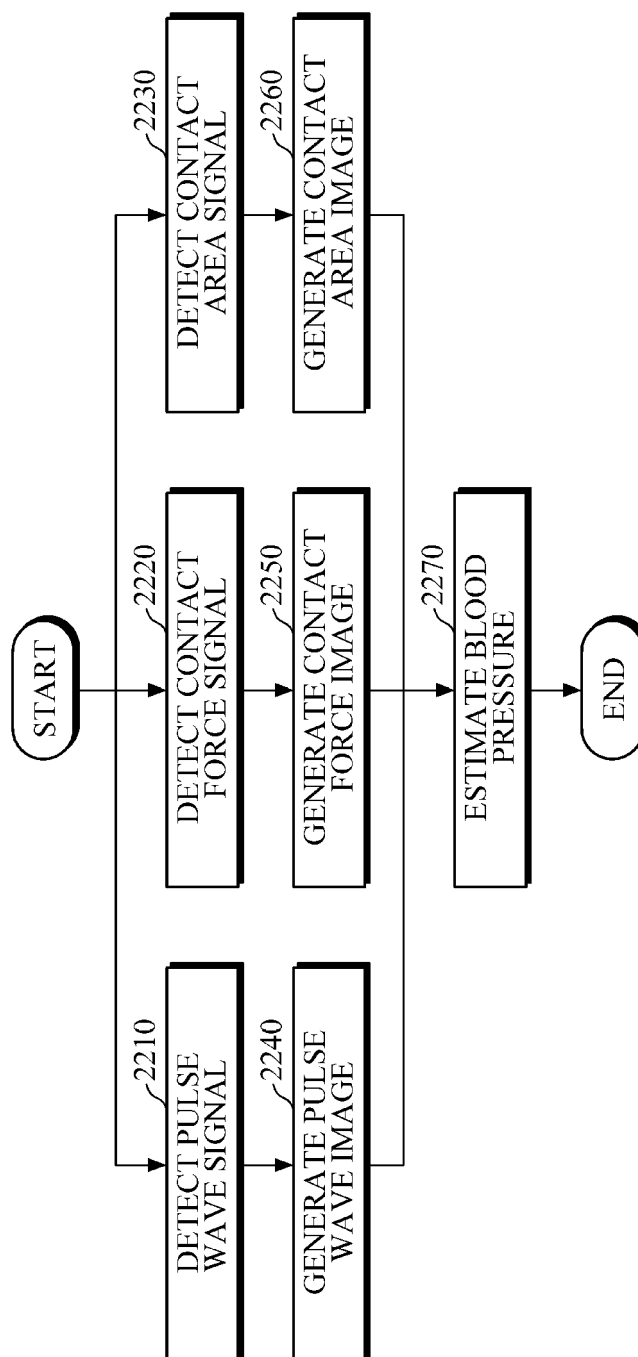 START
2210
DETECT PULSE
WAVE SIGNAL
2220
DETECT CONTACT
FORCE SIGNAL
2230
DETECT CONTACT
AREA SIGNAL
2240
GENERATE PULSE
WAVE IMAGE
2250
GENERATE CONTACT
FORCE IMAGE
2260
GENERATE CONTACT
AREA IMAGE
2270
ESTIMATE BLOOD
PRESSURE
END